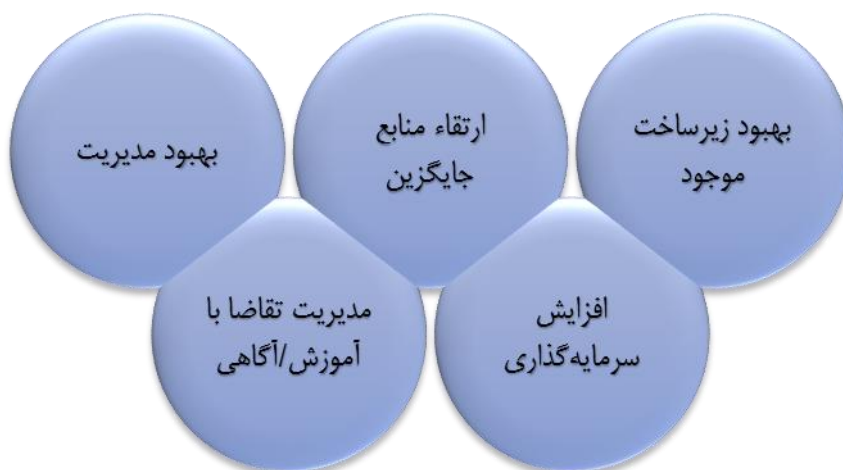 بهبود زیرساخت
موجود
ارتقاء منابع
جایگزین
بهبود مدیریت
افزایش
سرمایه‌گذاری
مدیریت تقاضا با
آموزش/آگاهی